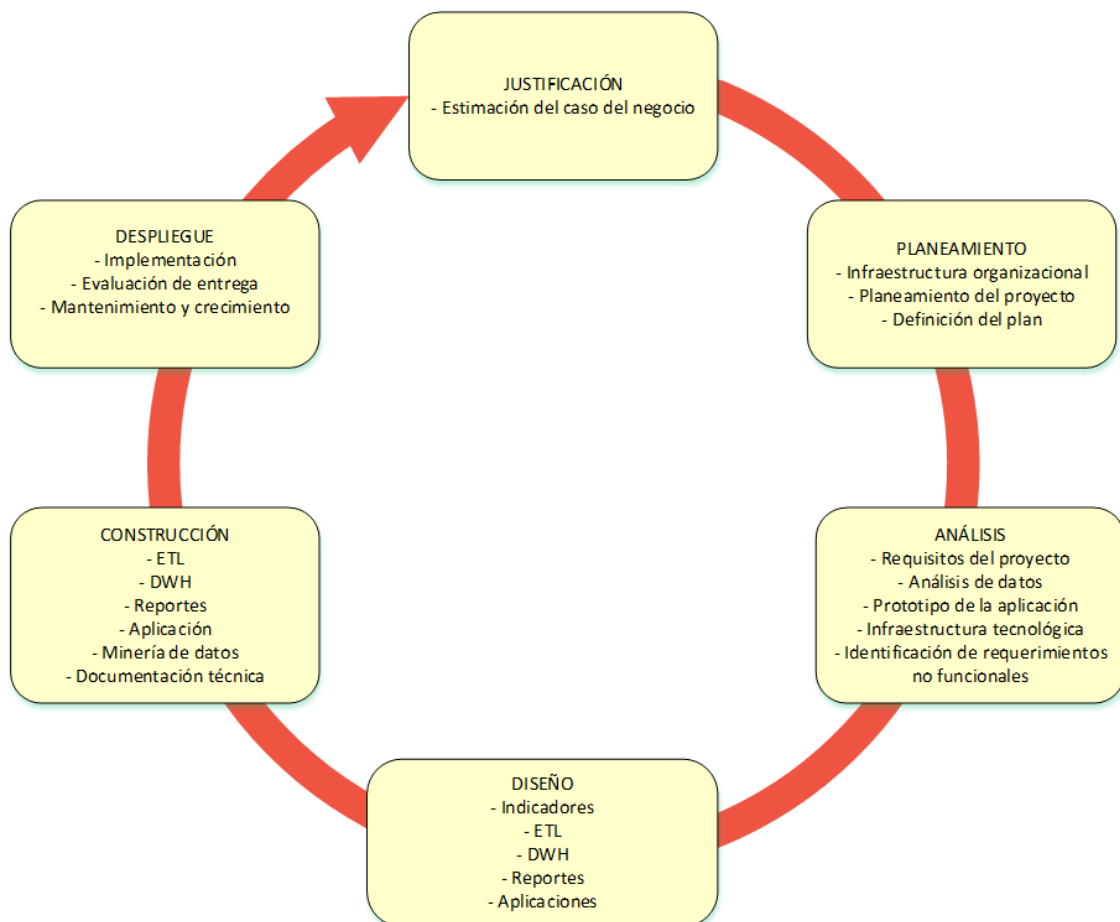 JUSTIFICACIÓN
- Estimación del caso del negocio
PLANEAMIENTO
- Infraestructura organizacional
- Planeamiento del proyecto
- Definición del plan
ANÁLISIS
- Requisitos del proyecto
- Análisis de datos
- Prototipo de la aplicación
- Infraestructura tecnológica
- Identificación de requerimientos
no funcionales
DISEÑO
- Indicadores
- ETL
- DWH
- Reportes
- Aplicaciones
CONSTRUCCIÓN
- ETL
- DWH
- Reportes
- Aplicación
- Minería de datos
- Documentación técnica
DESPLIEGUE
- Implementación
- Evaluación de entrega
- Mantenimiento y crecimiento